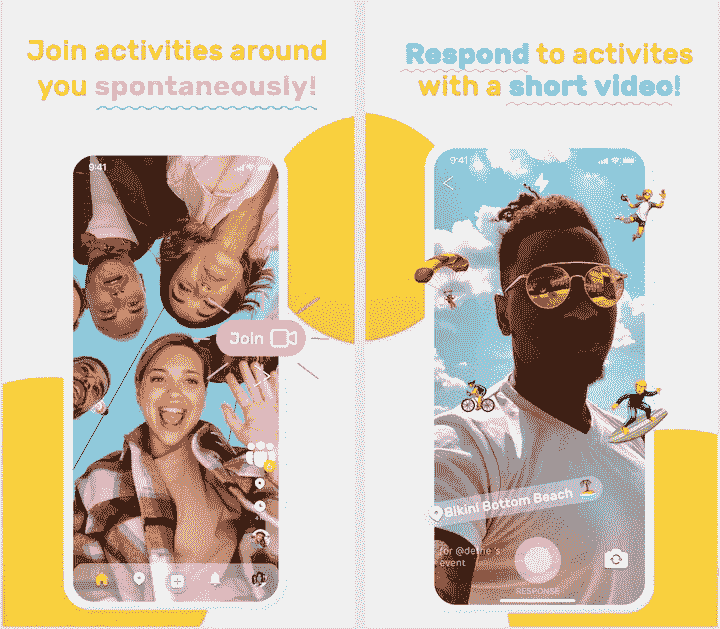 Join activities around
you spontaneously!
9:41
Join
Respond to activites
with a short video!
9:41
Bikini Bottom Beach
for @dethe's
event
RESPONSE